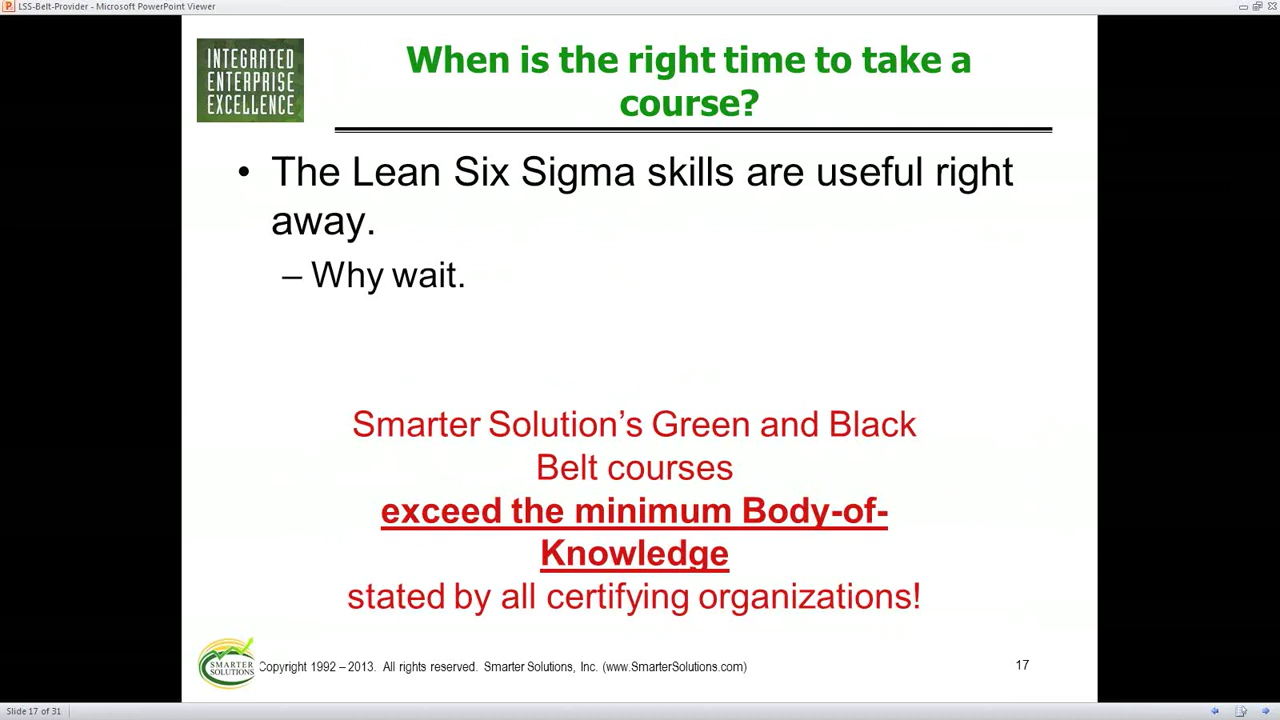 LSS-Belt-Provider - Microsoft PowerPoint Viewer
INTEGRATED
ENTERPRISE
EXCELLENCE
When is the right time to take a
course?
• The Lean Six Sigma skills are useful right
away.
– Why wait.
Smarter Solution’s Green and Black
Belt courses
exceed the minimum Body-of-
Knowledge
stated by all certifying organizations!
SMARTER
SOLUTIONS
Copyright 1992 – 2013. All rights reserved. Smarter Solutions, Inc. (www.SmarterSolutions.com)
17
Slide 17 of 31